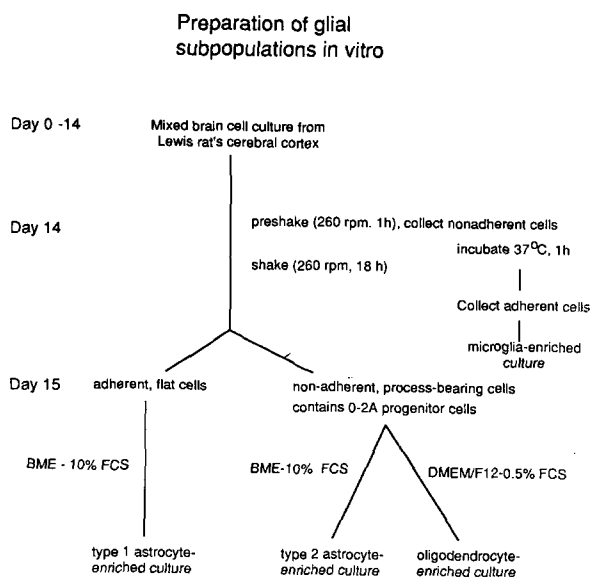 Preparation of glial
subpopulations in vitro
Day 0 -14
Mixed brain cell culture from
Lewis rat's cerebral cortex
Day 14
preshake (260 rpm. 1h), collect nonadherent cells
incubate 37°C, 1h
shake (260 rpm, 18 h)
Collect adherent cells
microglia-enriched
culture
Day 15
adherent, flat cells
non-adherent, process-bearing cells
contains 0-2A progenitor cells
BME - 10% FCS
BME-10% FCS
DMEM/F12-0.5% FCS
type 1 astrocyte-
enriched culture
type 2 astrocyte-
enriched culture
oligodendrocyte-
enriched culture